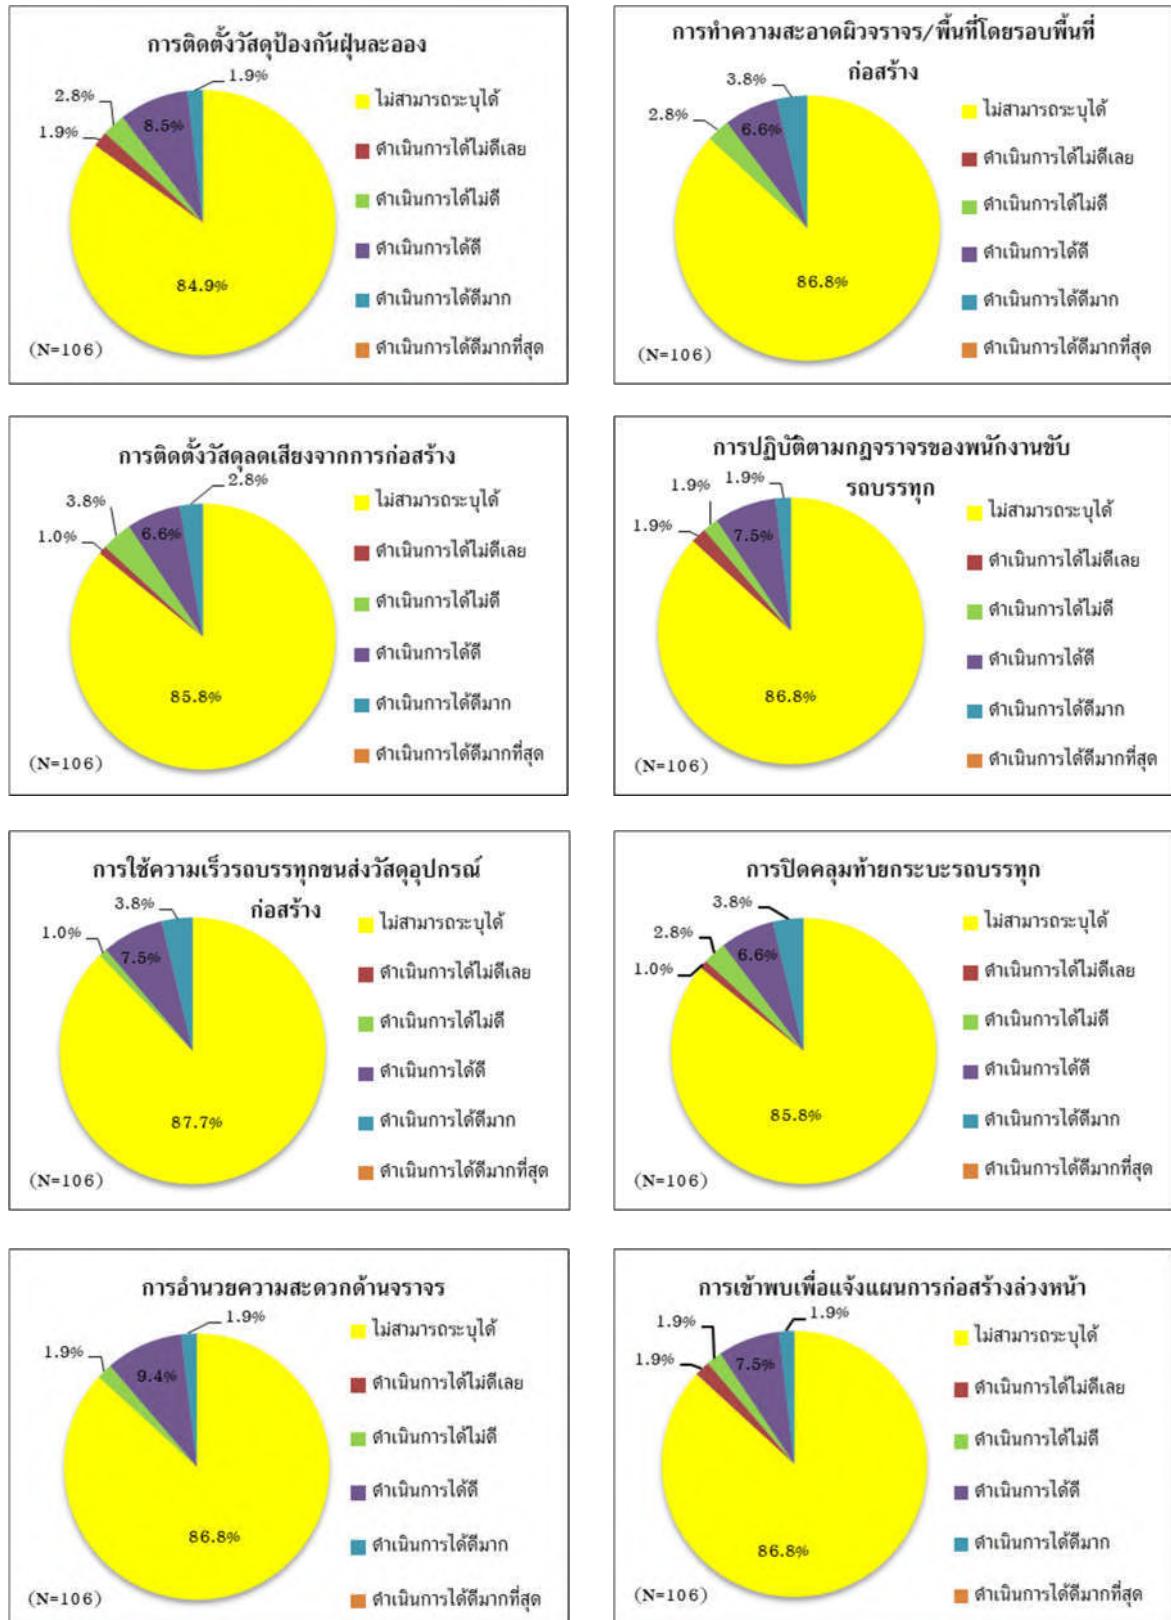 การติดตั้งวัสดุป้องกันฝุ่นละออง
1.9%
2.8%
1.9%
8.5%
84.9%
ไม่สามารถระบุได้
ดำเนินการได้ไม่ดีเลย
ดำเนินการได้ไม่ดี
ดำเนินการได้ดี
ดำเนินการได้ดีมาก
ดำเนินการได้ดีมากที่สุด
(N=106)
การทำความสะอาดผิวจราจร/พื้นที่โดยรอบพื้นที่
ก่อสร้าง
3.8%
2.8%
6.6%
86.8%
ไม่สามารถระบุได้
ดำเนินการได้ไม่ดีเลย
ดำเนินการได้ไม่ดี
ดำเนินการได้ดี
ดำเนินการได้ดีมาก
ดำเนินการได้ดีมากที่สุด
(N=106)
การติดตั้งวัสดุลดเสียงจากการก่อสร้าง
2.8%
3.8%
1.0%
6.6%
85.8%
ไม่สามารถระบุได้
ดำเนินการได้ไม่ดีเลย
ดำเนินการได้ไม่ดี
ดำเนินการได้ดี
ดำเนินการได้ดีมาก
ดำเนินการได้ดีมากที่สุด
(N=106)
การปฏิบัติตามกฎจราจรของพนักงานขับ
รถบรรทุก
1.9%
1.9%
1.9%
7.5%
86.8%
ไม่สามารถระบุได้
ดำเนินการได้ไม่ดีเลย
ดำเนินการได้ไม่ดี
ดำเนินการได้ดี
ดำเนินการได้ดีมาก
ดำเนินการได้ดีมากที่สุด
(N=106)
การใช้ความเร็วรถบรรทุกขนส่งวัสดุอุปกรณ์
ก่อสร้าง
3.8%
1.0%
7.5%
87.7%
ไม่สามารถระบุได้
ดำเนินการได้ไม่ดีเลย
ดำเนินการได้ไม่ดี
ดำเนินการได้ดี
ดำเนินการได้ดีมาก
ดำเนินการได้ดีมากที่สุด
(N=106)
การปิดคลุมท้ายกระบะรถบรรทุก
3.8%
2.8%
1.0%
6.6%
85.8%
ไม่สามารถระบุได้
ดำเนินการได้ไม่ดีเลย
ดำเนินการได้ไม่ดี
ดำเนินการได้ดี
ดำเนินการได้ดีมาก
ดำเนินการได้ดีมากที่สุด
(N=106)
การอำนวยความสะดวกด้านจราจร
1.9%
1.9%
9.4%
86.8%
ไม่สามารถระบุได้
ดำเนินการได้ไม่ดีเลย
ดำเนินการได้ไม่ดี
ดำเนินการได้ดี
ดำเนินการได้ดีมาก
ดำเนินการได้ดีมากที่สุด
(N=106)
การเข้าพบเพื่อแจ้งแผนการก่อสร้างล่วงหน้า
1.9%
1.9%
1.9%
7.5%
86.8%
ไม่สามารถระบุได้
ดำเนินการได้ไม่ดีเลย
ดำเนินการได้ไม่ดี
ดำเนินการได้ดี
ดำเนินการได้ดีมาก
ดำเนินการได้ดีมากที่สุด
(N=106)